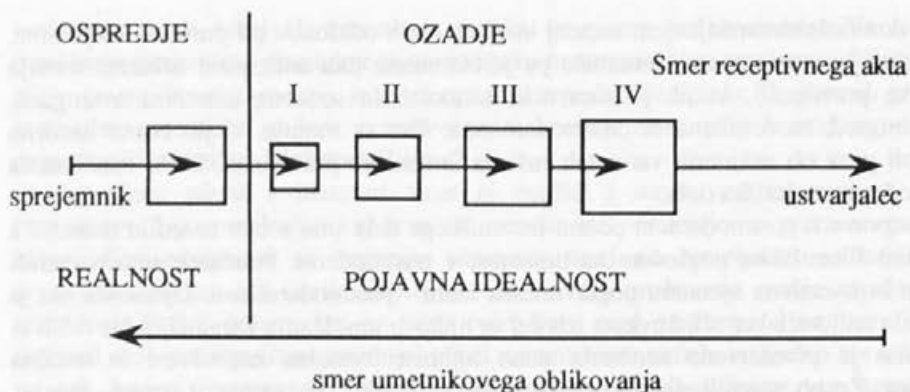 OSPREDJE OZADJE
Smer receptivnega akta
II III IV
sprejemnik ustvarjalec
REALNOST POJAVNA IDEALNOST
smer umetnikovega oblikovanja